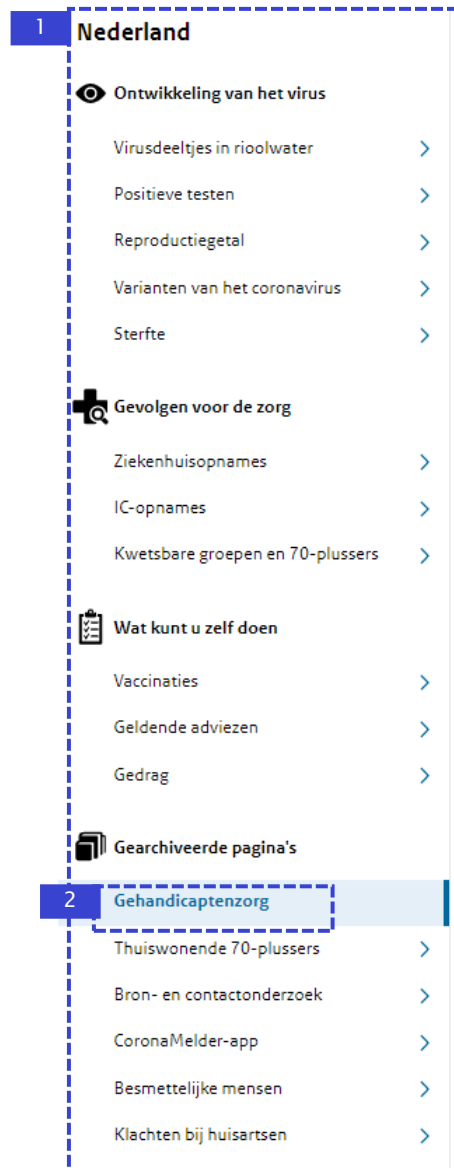 1
Nederland
Ontwikkeling van het virus
Virusdeeltjes in rioolwater
Positieve testen
Reproductiegetal
Varianten van het coronavirus
Sterfte
Gevolgen voor de zorg
Ziekenhuisopnames
IC-opnames
Kwetsbare groepen en 70-plussers
Wat kunt u zelf doen
Vaccinaties
Geldende adviezen
Gedrag
Gearchiveerde pagina's
2
Gehandicaptenzorg
Thuiswonende 70-plussers
Bron- en contactonderzoek
CoronaMelder-app
Besmettelijke mensen
Klachten bij huisartsen